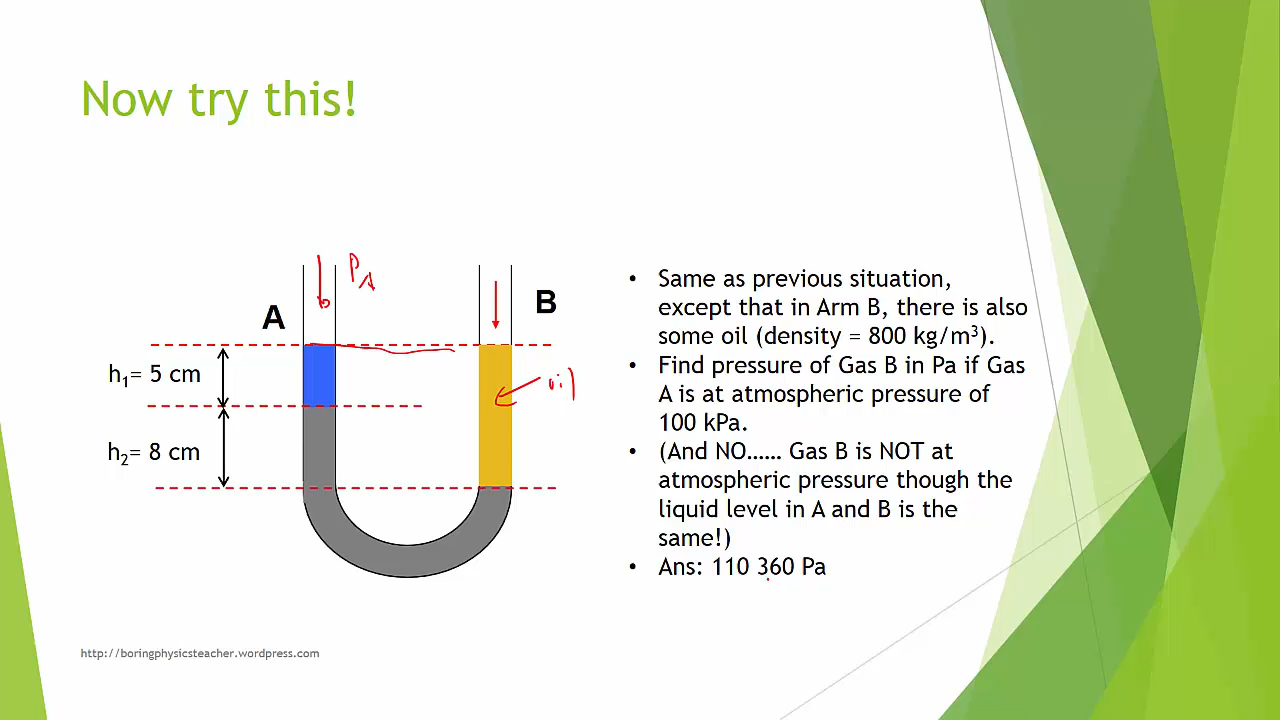 Now try this!
P_A
A
B
h₁= 5 cm
oil
h₂= 8 cm
• Same as previous situation,
except that in Arm B, there is also
some oil (density = 800 kg/m³).
• Find pressure of Gas B in Pa if Gas
A is at atmospheric pressure of
100 kPa.
• (And NO…… Gas B is NOT at
atmospheric pressure though the
liquid level in A and B is the
same!)
• Ans: 110 360 Pa
http://boringphysicsteacher.wordpress.com